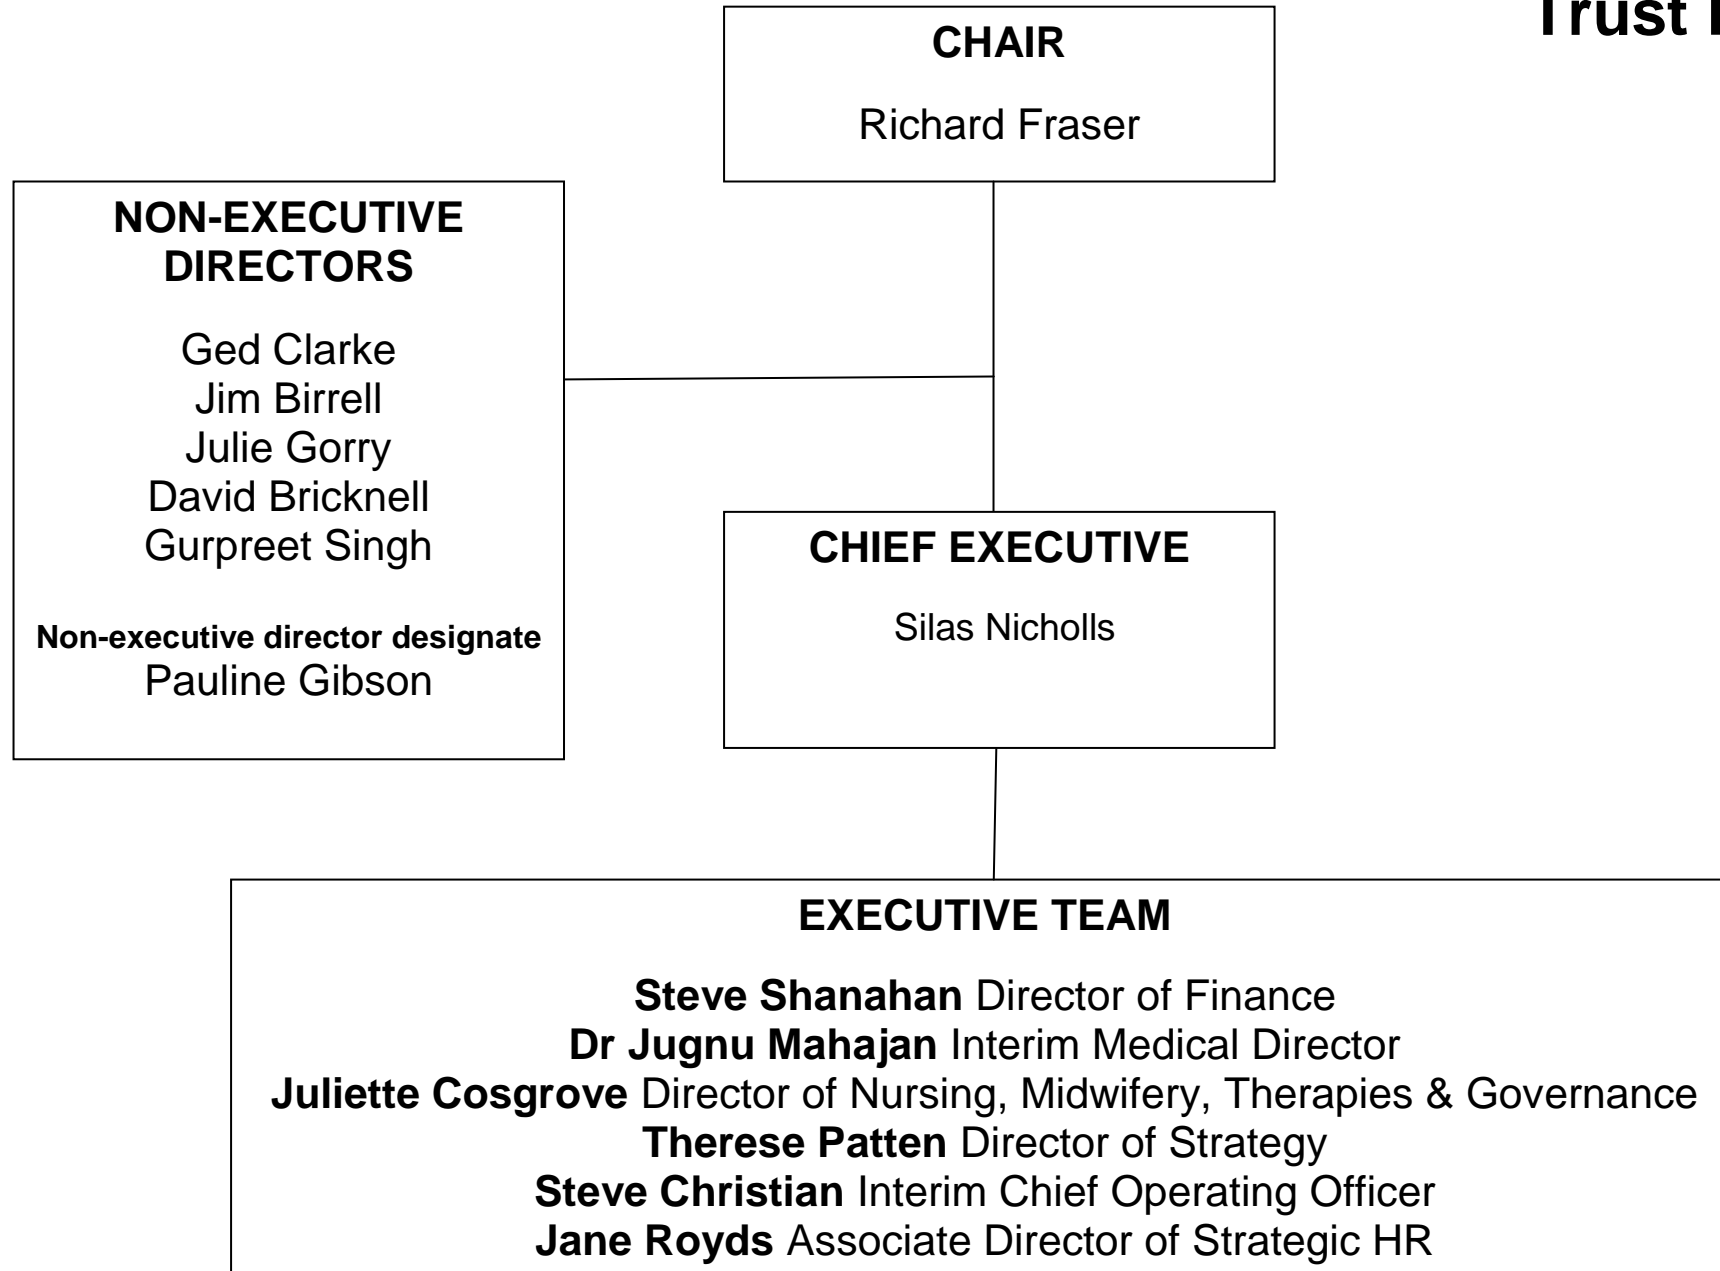 Trust
CHAIR
Richard Fraser
NON-EXECUTIVE
DIRECTORS
Ged Clarke
Jim Birrell
Julie Gorry
David Bricknell
Gurpreet Singh
Non-executive director designate
Pauline Gibson
CHIEF EXECUTIVE
Silas Nicholls
EXECUTIVE TEAM
Steve Shanahan Director of Finance
Dr Jugnu Mahajan Interim Medical Director
Juliette Cosgrove Director of Nursing, Midwifery, Therapies & Governance
Therese Patten Director of Strategy
Steve Christian Interim Chief Operating Officer
Jane Royds Associate Director of Strategic HR